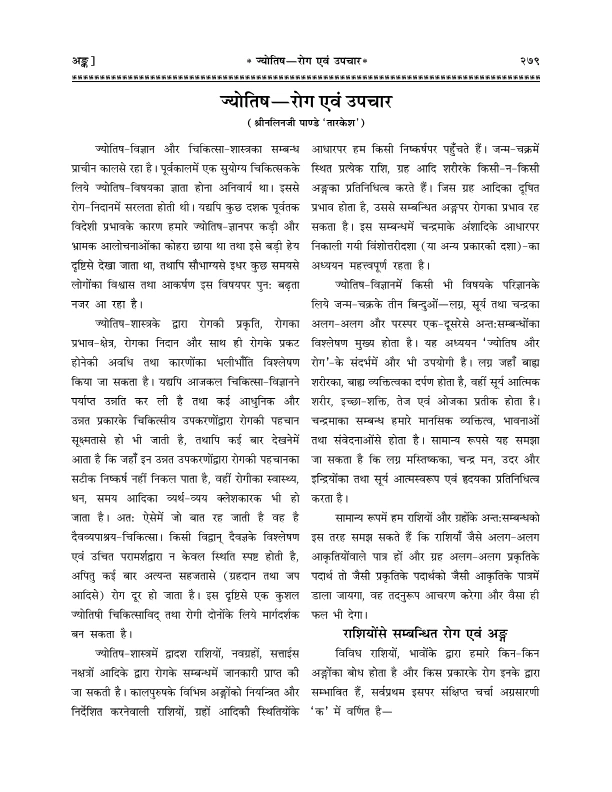 अङ्क ]
* ज्योतिष—रोग एवं उपचार*
२७९
ज्योतिष—रोग एवं उपचार
( श्रीनलिनजी पाण्डे 'तारकेश' )
ज्योतिष-विज्ञान और चिकित्सा-शास्त्रका सम्बन्ध
प्राचीन कालसे रहा है। पूर्वकालमें एक सुयोग्य चिकित्सकके
लिये ज्योतिष-विषयका ज्ञाता होना अनिवार्य था। इससे
रोग-निदानमें सरलता होती थी। यद्यपि कुछ दशक पूर्वतक
विदेशी प्रभावके कारण हमारे ज्योतिष-ज्ञानपर कड़ी और
भ्रामक आलोचनाओंका कोहरा छाया था तथा इसे बड़ी हेय
दृष्टिसे देखा जाता था, तथापि सौभाग्यसे इधर कुछ समयसे
लोगोंका विश्वास तथा आकर्षण इस विषयपर पुनः बढ़ता
नजर आ रहा है।
ज्योतिष-शास्त्रके द्वारा रोगकी प्रकृति, रोगका
प्रभाव-क्षेत्र, रोगका निदान और साथ ही रोगके प्रकट
होनेकी अवधि तथा कारणोंका भलीभाँति विश्लेषण
किया जा सकता है। यद्यपि आजकल चिकित्सा-विज्ञानने
पर्याप्त उन्नति कर ली है तथा कई आधुनिक और
उन्नत प्रकारके चिकित्सीय उपकरणोंद्वारा रोगकी पहचान
सूक्ष्मतासे हो भी जाती है, तथापि कई बार देखनेमें
आता है कि जहाँ इन उन्नत उपकरणोंद्वारा रोगकी पहचानका
सटीक निष्कर्ष नहीं निकल पाता है, वहीं रोगीका स्वास्थ्य,
धन, समय आदिका व्यर्थ-व्यय क्लेशकारक भी हो
जाता है। अतः ऐसेमें जो बात रह जाती है वह है
दैवव्यपाश्रय-चिकित्सा। किसी विद्वान् दैवज्ञके विश्लेषण
एवं उचित परामर्शद्वारा न केवल स्थिति स्पष्ट होती है,
अपितु कई बार अत्यन्त सहजतासे (ग्रहदान तथा जप
आदिसे) रोग दूर हो जाता है। इस दृष्टिसे एक कुशल
ज्योतिषी चिकित्साविद् तथा रोगी दोनोंके लिये मार्गदर्शक
बन सकता है।
ज्योतिष-शास्त्रमें द्वादश राशियों, नवग्रहों, सत्ताईस
नक्षत्रों आदिके द्वारा रोगके सम्बन्धमें जानकारी प्राप्त की
जा सकती है। कालपुरुषके विभिन्न अङ्गोंको नियन्त्रित और
निर्देशित करनेवाली राशियों, ग्रहों आदिकी स्थितियोंके
आधारपर हम किसी निष्कर्षपर पहुँचते हैं। जन्म-चक्रमें
स्थित प्रत्येक राशि, ग्रह आदि शरीरके किसी-न-किसी
अङ्गका प्रतिनिधित्व करते हैं। जिस ग्रह आदिका दूषित
प्रभाव होता है, उससे सम्बन्धित अङ्गपर रोगका प्रभाव रह
सकता है। इस सम्बन्धमें चन्द्रमाके अंशादिके आधारपर
निकाली गयी विंशोत्तरीदशा (या अन्य प्रकारकी दशा)-का
अध्ययन महत्त्वपूर्ण रहता है।
ज्योतिष-विज्ञानमें किसी भी विषयके परिज्ञानके
लिये जन्म-चक्रके तीन बिन्दुओं—लग्न, सूर्य तथा चन्द्रका
अलग-अलग और परस्पर एक-दूसरेसे अन्तःसम्बन्धोंका
विश्लेषण मुख्य होता है। यह अध्ययन 'ज्योतिष और
रोग'-के संदर्भमें और भी उपयोगी है। लग्न जहाँ बाह्य
शरीरका, बाह्य व्यक्तित्वका दर्पण होता है, वहीं सूर्य आत्मिक
शरीर, इच्छा-शक्ति, तेज एवं ओजका प्रतीक होता है।
चन्द्रमाका सम्बन्ध हमारे मानसिक व्यक्तित्व, भावनाओं
तथा संवेदनाओंसे होता है। सामान्य रूपसे यह समझा
जा सकता है कि लग्न मस्तिष्कका, चन्द्र मन, उदर और
इन्द्रियोंका तथा सूर्य आत्मस्वरूप एवं हृदयका प्रतिनिधित्व
करता है।
सामान्य रूपमें हम राशियों और ग्रहोंके अन्तःसम्बन्धको
इस तरह समझ सकते हैं कि राशियाँ जैसे अलग-अलग
आकृतियोंवाले पात्र हों और ग्रह अलग-अलग प्रकृतिके
पदार्थ तो जैसी प्रकृतिके पदार्थको जैसी आकृतिके पात्रमें
डाला जायगा, वह तदनुरूप आचरण करेगा और वैसा ही
फल भी देगा।
राशियोंसे सम्बन्धित रोग एवं अङ्ग
विविध राशियों, भावोंके द्वारा हमारे किन-किन
अङ्गोंका बोध होता है और किस प्रकारके रोग इनके द्वारा
सम्भावित हैं, सर्वप्रथम इसपर संक्षिप्त चर्चा अग्रसारणी
'क' में वर्णित है—